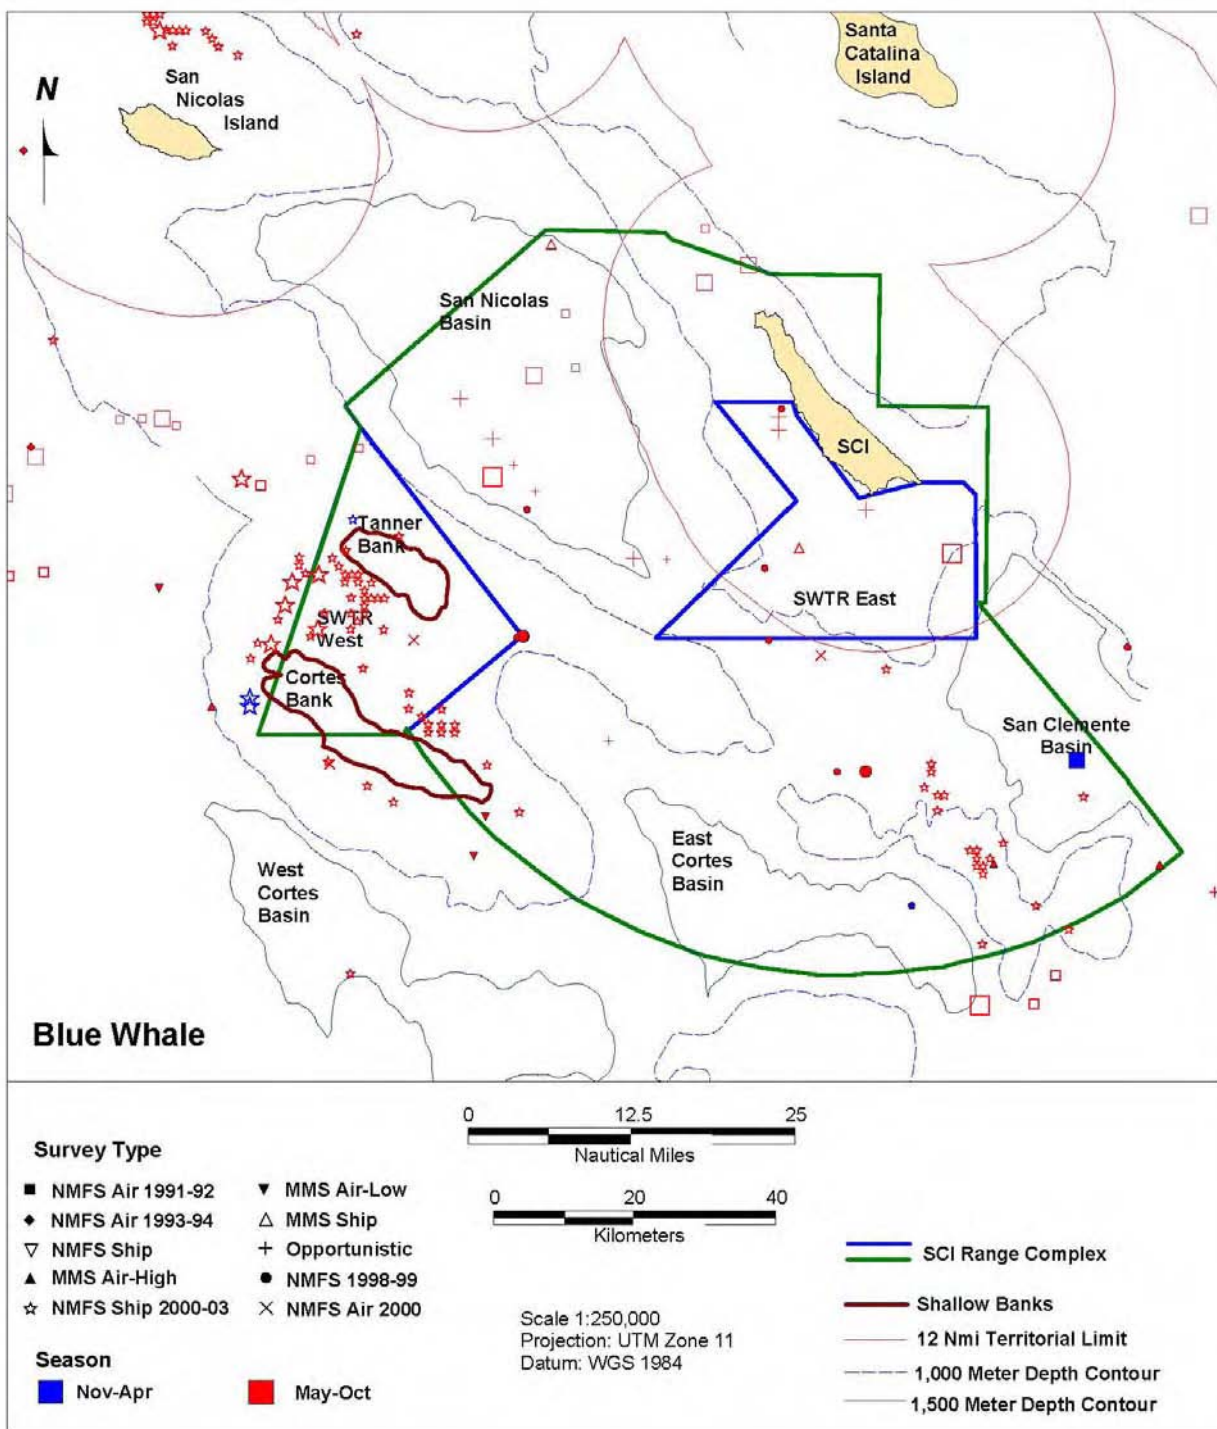 Santa
Catalina
Island
San
Nicolas
Island
N
San Nicolas
Basin
SCI
Tanner
Bank
SWTR East
SWTR
West
Cortes
Bank
San Clemente
Basin
East
Cortes
Basin
West
Cortes
Basin
Blue Whale
0 12.5 25
Nautical Miles
0 20 40
Kilometers
Survey Type
NMFS Air 1991-92
NMFS Air 1993-94
NMFS Ship
MMS Air-High
NMFS Ship 2000-03
MMS Air-Low
MMS Ship
Opportunistic
NMFS 1998-99
NMFS Air 2000
Season
Nov-Apr
May-Oct
Scale 1:250,000
Projection: UTM Zone 11
Datum: WGS 1984
SCI Range Complex
Shallow Banks
12 Nmi Territorial Limit
1,000 Meter Depth Contour
1,500 Meter Depth Contour